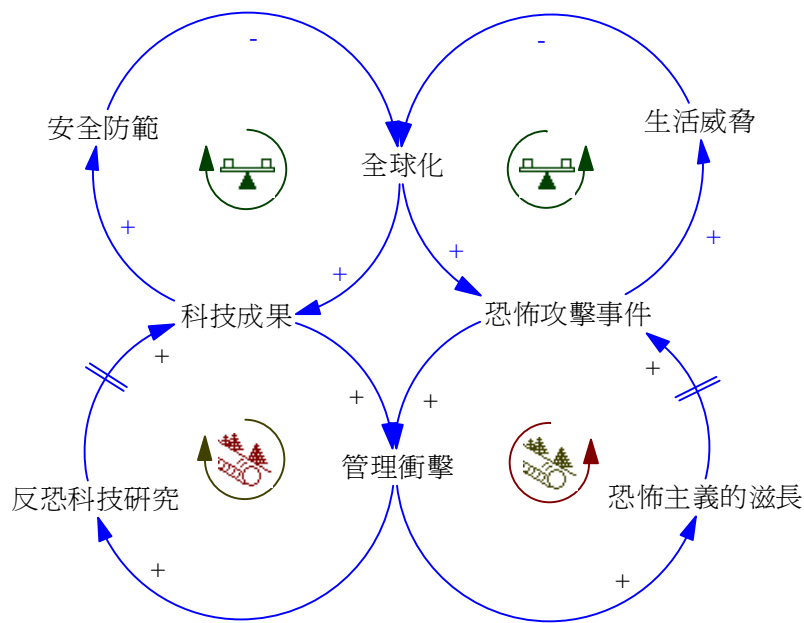 -
-
安全防範
生活威脅
全球化
+
+
+
+
科技成果
恐怖攻擊事件
+
+
+
+
管理衝擊
反恐科技研究
恐怖主義的滋長
+
+